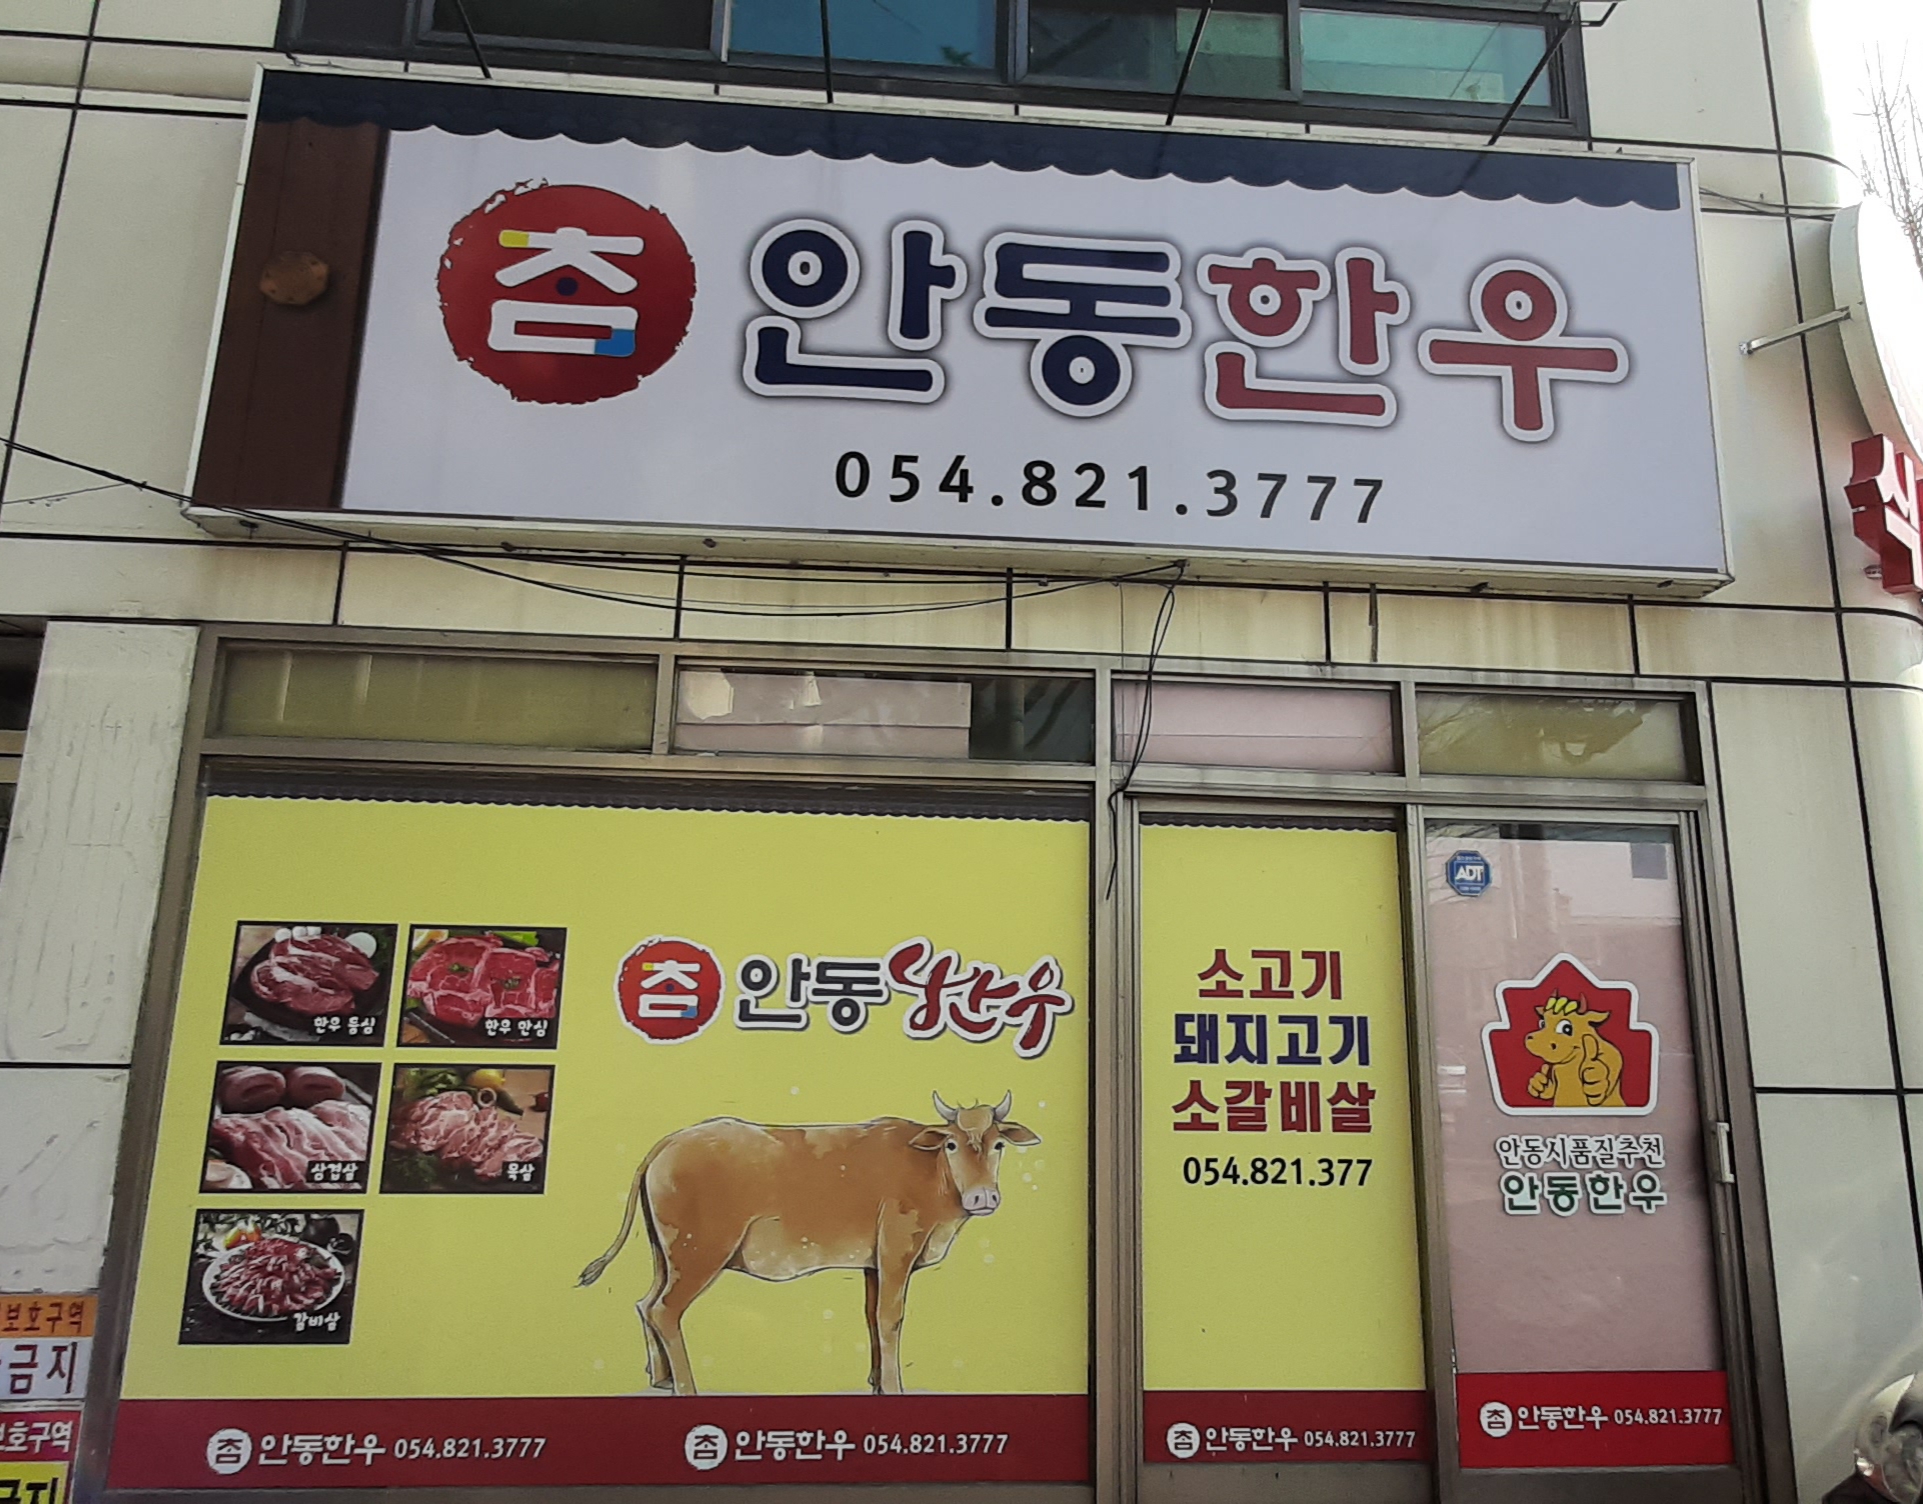 참 안동한우
054.821.3777
한우 등심
한우 안심
삼겹살
목살
갈비살
참 안동 한우
소고기
돼지고기
소갈비살
054.821.377
ADT
안동시품질추천
안동한우
참 안동한우 054.821.3777
참 안동한우 054.821.3777
참 안동한우 054.821.3777
참 안동한우 054.821.3777
보호구역
금지
보호구역
금지
식